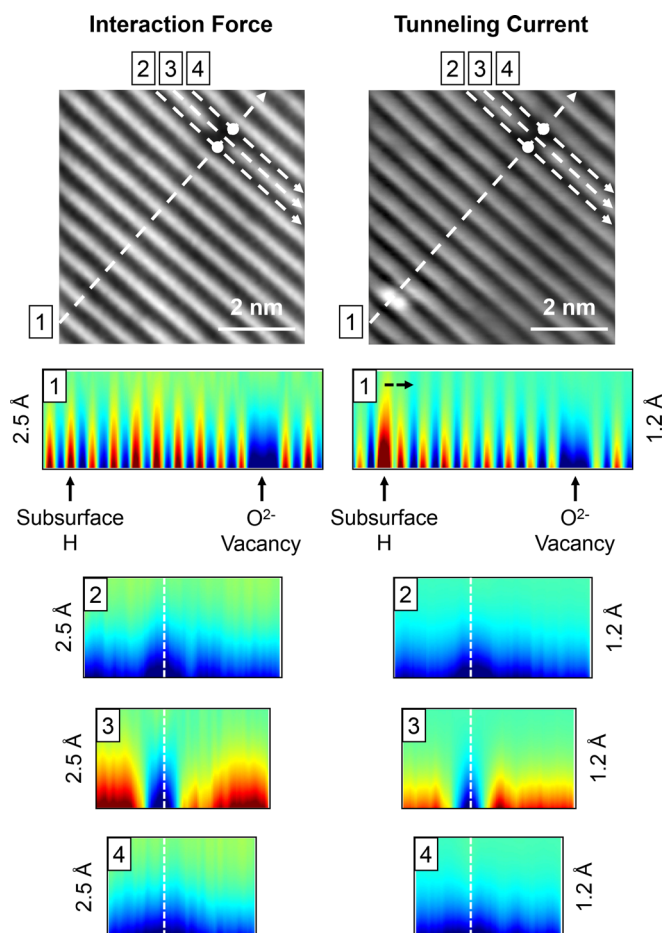 Interaction Force
Tunneling Current
2 3 4
2 3 4
1
2 nm
1
2 nm
1
2.5 Å
1
1.2 Å
Subsurface
H
O²⁻
Vacancy
Subsurface
H
O²⁻
Vacancy
2
2.5 Å
2
1.2 Å
3
2.5 Å
3
1.2 Å
4
2.5 Å
4
1.2 Å